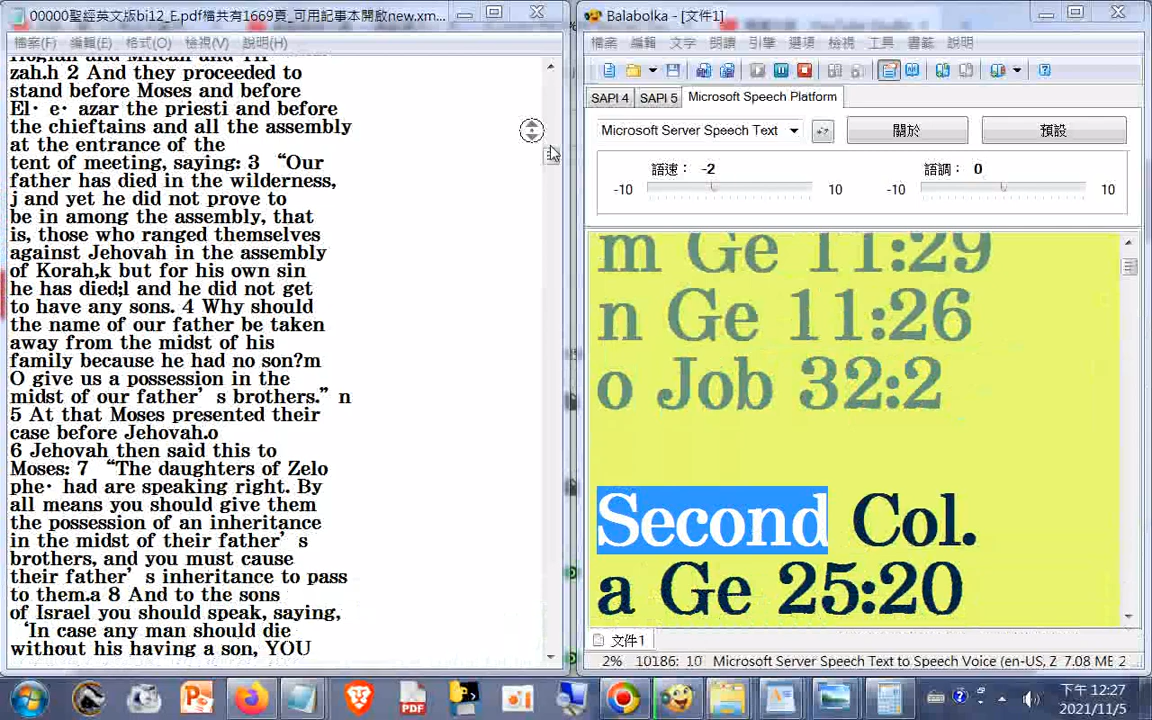 00000聖經英文版bi12_E.pdf檔共有1669頁_可用記事本開啟new.xm...
檔案(F) 編輯(E) 格式(O) 檢視(V) 說明(H)
zah.h 2 And they proceeded to
stand before Moses and before
El·e·azar the priesti and before
the chieftains and all the assembly
at the entrance of the
tent of meeting, saying: 3 “Our
father has died in the wilderness,
j and yet he did not prove to
be in among the assembly, that
is, those who ranged themselves
against Jehovah in the assembly
of Korah,k but for his own sin
he has died;l and he did not get
to have any sons. 4 Why should
the name of our father be taken
away from the midst of his
family because he had no son?m
O give us a possession in the
midst of our father’s brothers.” n
5 At that Moses presented their
case before Jehovah.o
6 Jehovah then said this to
Moses: 7 “The daughters of Zelo
phe·had are speaking right. By
all means you should give them
the possession of an inheritance
in the midst of their father’s
brothers, and you must cause
their father’s inheritance to pass
to them.a 8 And to the sons
of Israel you should speak, saying,
‘In case any man should die
without his having a son, YOU
Balabolka - [文件1]
檔案 編輯 文字 朗讀 引擎 選項 檢視 工具 書籤 說明
SAPI 4 SAPI 5 Microsoft Speech Platform
Microsoft Server Speech Text 關於 預設
語速： -2 語調： 0
-10 10 -10 10
m Ge 11:29
n Ge 11:26
o Job 32:2
Second Col.
a Ge 25:20
文件1
2% 10186: 10 Microsoft Server Speech Text to Speech Voice (en-US, Z 7.08 MB 2
下午 12:27
2021/11/5